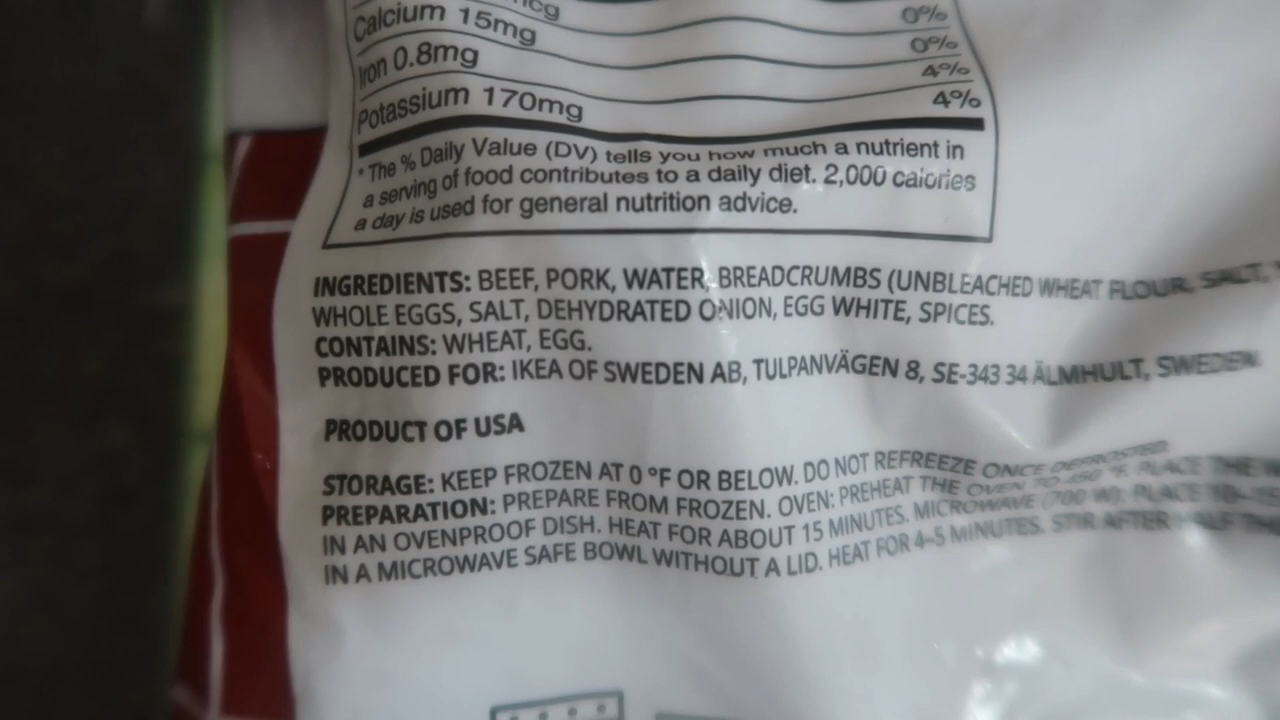 mcg 0%
Calcium 15mg 0%
Iron 0.8mg 4%
Potassium 170mg 4%
* The % Daily Value (DV) tells you how much a nutrient in
a serving of food contributes to a daily diet. 2,000 calories
a day is used for general nutrition advice.
INGREDIENTS: BEEF, PORK, WATER, BREADCRUMBS (UNBLEACHED WHEAT FLOUR, SALT,
WHOLE EGGS, SALT, DEHYDRATED ONION, EGG WHITE, SPICES.
CONTAINS: WHEAT, EGG.
PRODUCED FOR: IKEA OF SWEDEN AB, TULPANVÄGEN 8, SE-343 34 ÄLMHULT, SWEDEN
PRODUCT OF USA
STORAGE: KEEP FROZEN AT 0 °F OR BELOW. DO NOT REFREEZE ONCE DEFROSTED.
PREPARATION: PREPARE FROM FROZEN. OVEN: PREHEAT THE OVEN TO 450 °F. PLACE THE
IN AN OVENPROOF DISH. HEAT FOR ABOUT 15 MINUTES. MICROWAVE (700 W): PLACE
IN A MICROWAVE SAFE BOWL WITHOUT A LID. HEAT FOR 4-5 MINUTES. STIR AFTER HALF